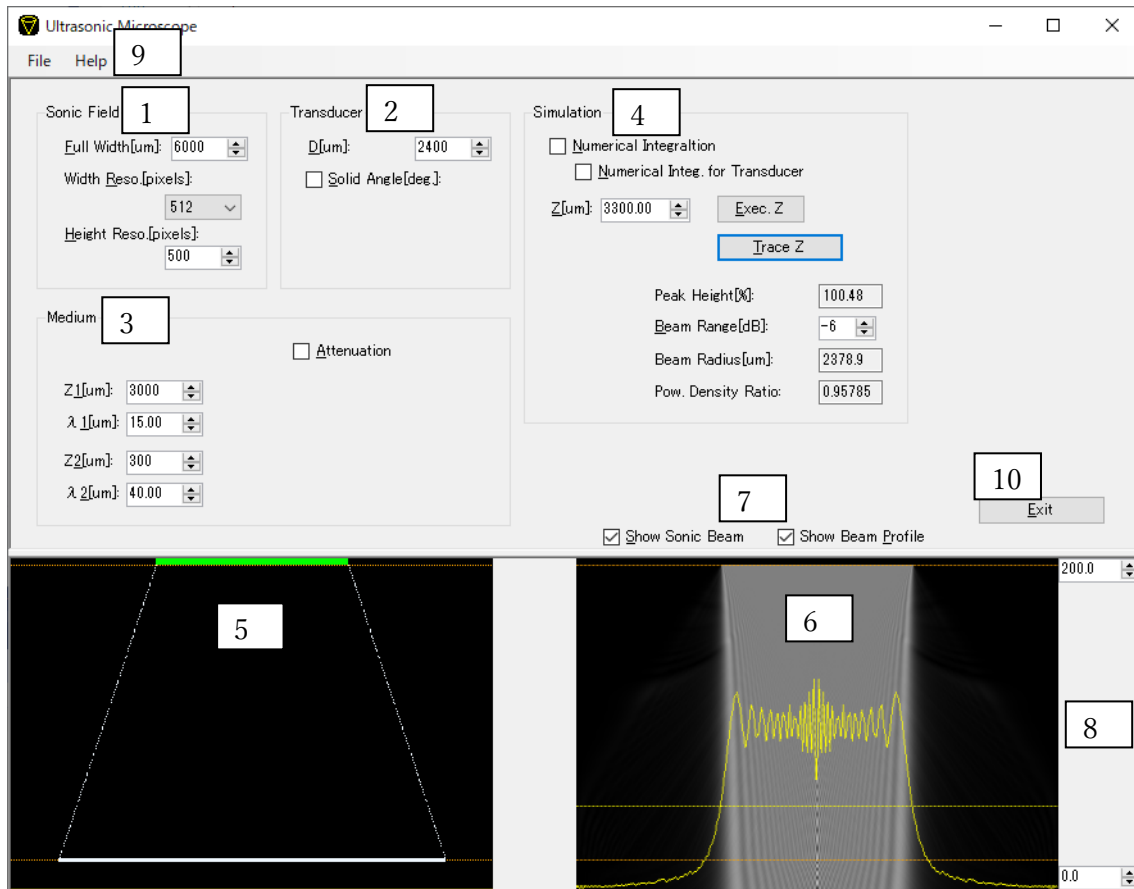 Ultrasonic Microscope
File Help 9
Sonic Field 1
Full Width[um]: 6000
Width Reso.[pixels]:
512
Height Reso.[pixels]:
500
Transducer 2
D[um]: 2400
Solid Angle[deg.]:
Simulation 4
Numerical Integraltion
Numerical Integ. for Transducer
Z[um]: 3300.00 Exec. Z
Trace Z
Peak Height[%]: 100.48
Beam Range[dB]: -6
Beam Radius[um]: 2378.9
Pow. Density Ratio: 0.95785
Medium 3
Attenuation
Z1[um]: 3000
λ 1[um]: 15.00
Z2[um]: 300
λ 2[um]: 40.00
10
Exit
7
Show Sonic Beam Show Beam Profile
5
6
200.0
8
0.0